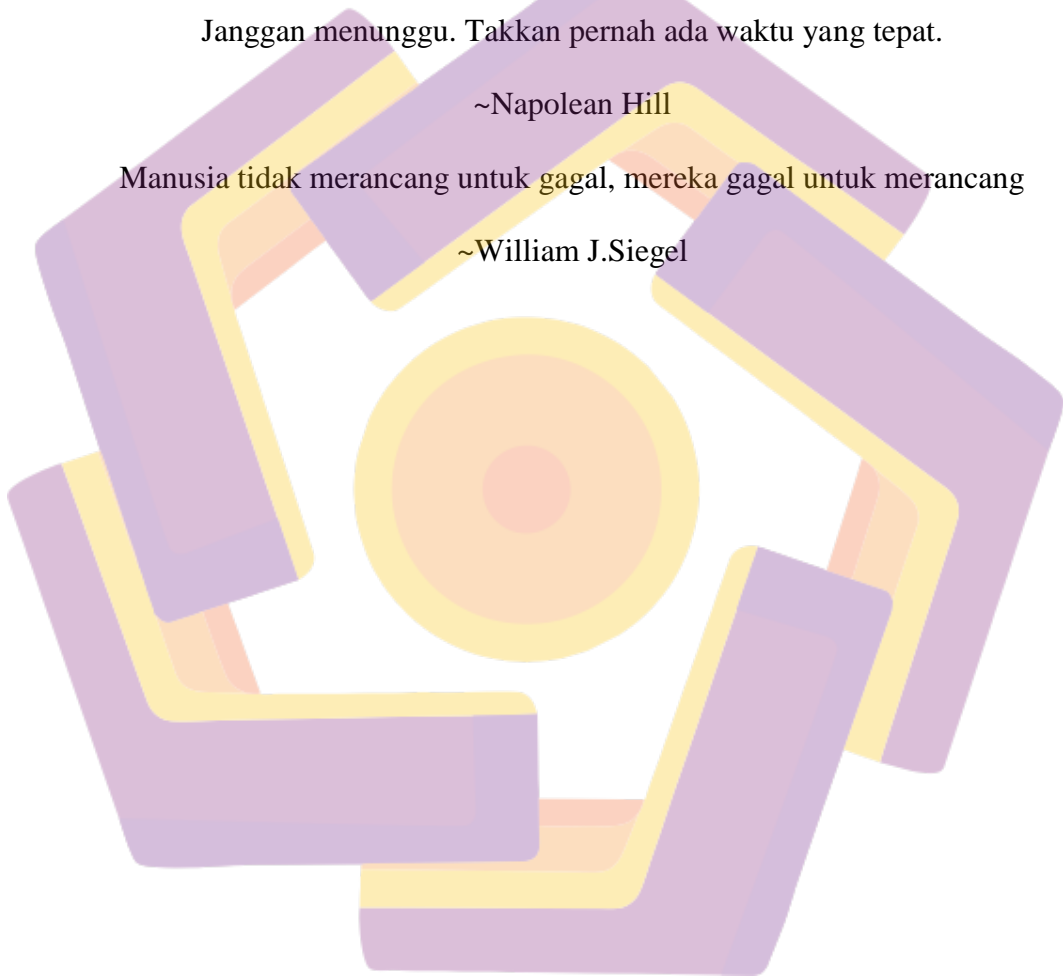 Janggan menunggu. Takkan pernah ada waktu yang tepat.
~Napolean Hill
Manusia tidak merancang untuk gagal, mereka gagal untuk merancang
~William J.Siegel